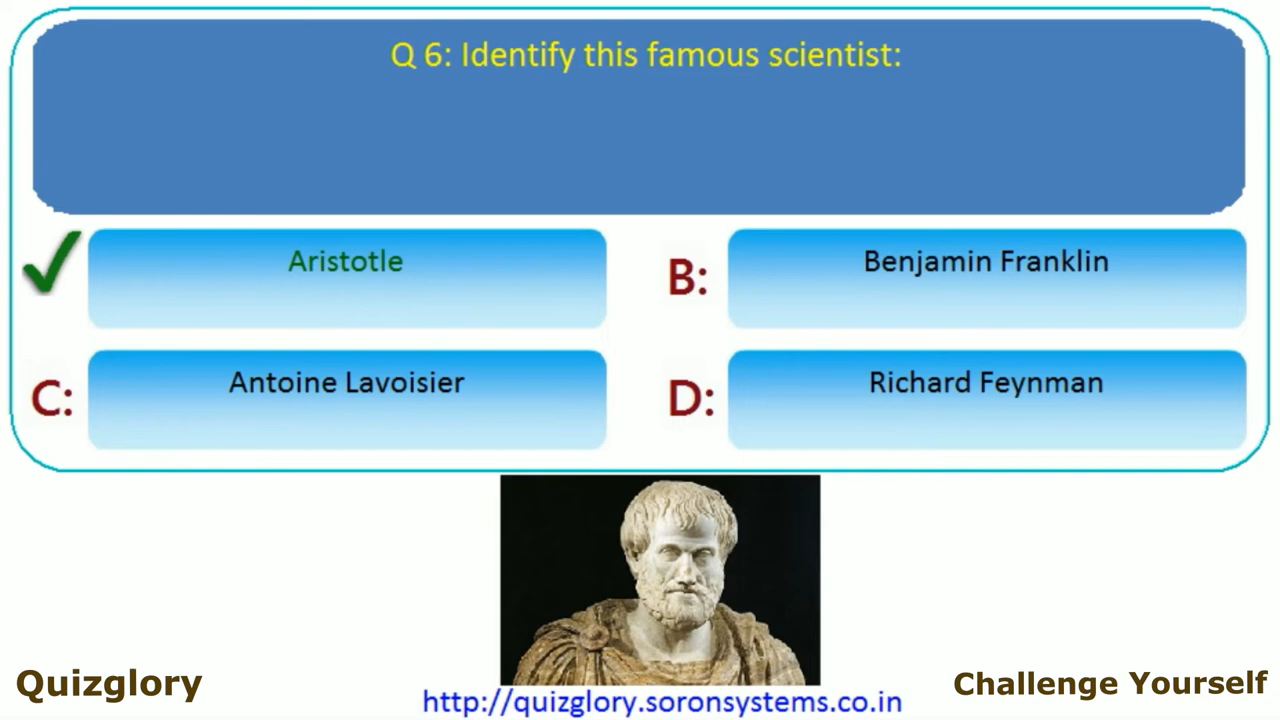 Q 6: Identify this famous scientist:
Aristotle
B: Benjamin Franklin
C: Antoine Lavoisier
D: Richard Feynman
Quizglory
http://quizglory.soronsystems.co.in
Challenge Yourself